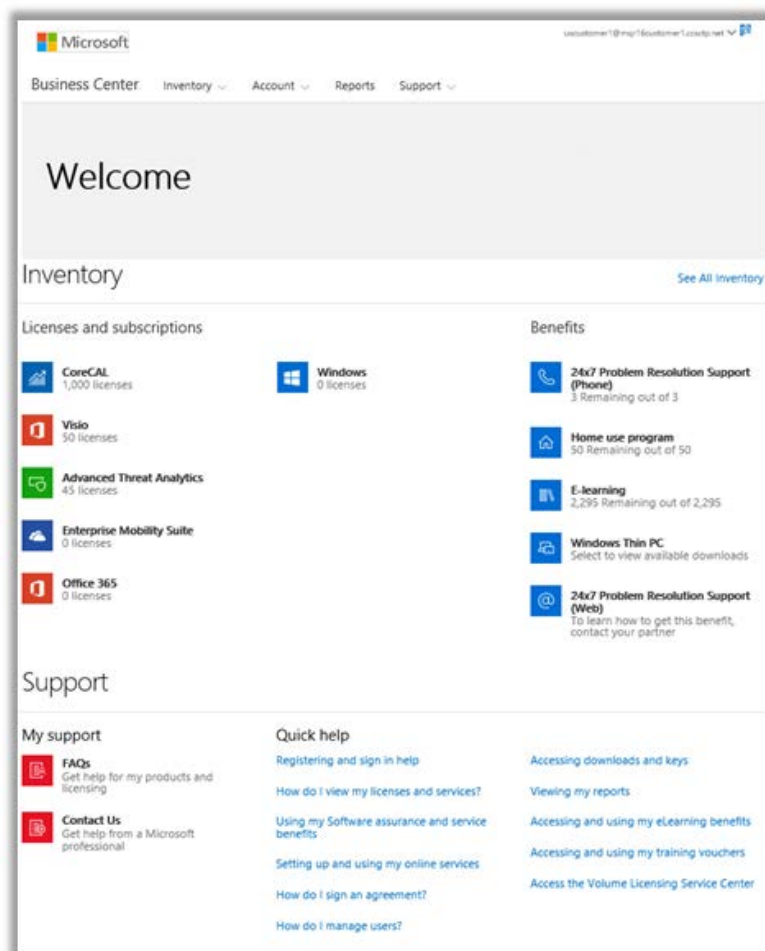 Microsoft
Business Center
Inventory
Account
Reports
Support
Welcome
Inventory
See All Inventory
Licenses and subscriptions
CoreCAL
1,000 licenses
Visio
50 licenses
Advanced Threat Analytics
45 licenses
Enterprise Mobility Suite
0 licenses
Office 365
0 licenses
Windows
0 licenses
Benefits
24x7 Problem Resolution Support
(Phone)
3 Remaining out of 3
Home use program
50 Remaining out of 50
E-learning
2,295 Remaining out of 2,295
Windows Thin PC
Select to view available downloads
24x7 Problem Resolution Support
(Web)
To learn how to get this benefit,
contact your partner
Support
My support
FAQs
Get help for my products and
licensing
Contact Us
Get help from a Microsoft
professional
Quick help
Registering and sign in help
How do I view my licenses and services?
Using my Software assurance and service
benefits
Setting up and using my online services
How do I sign an agreement?
How do I manage users?
Accessing downloads and keys
Viewing my reports
Accessing and using my eLearning benefits
Accessing and using my training vouchers
Access the Volume Licensing Service Center